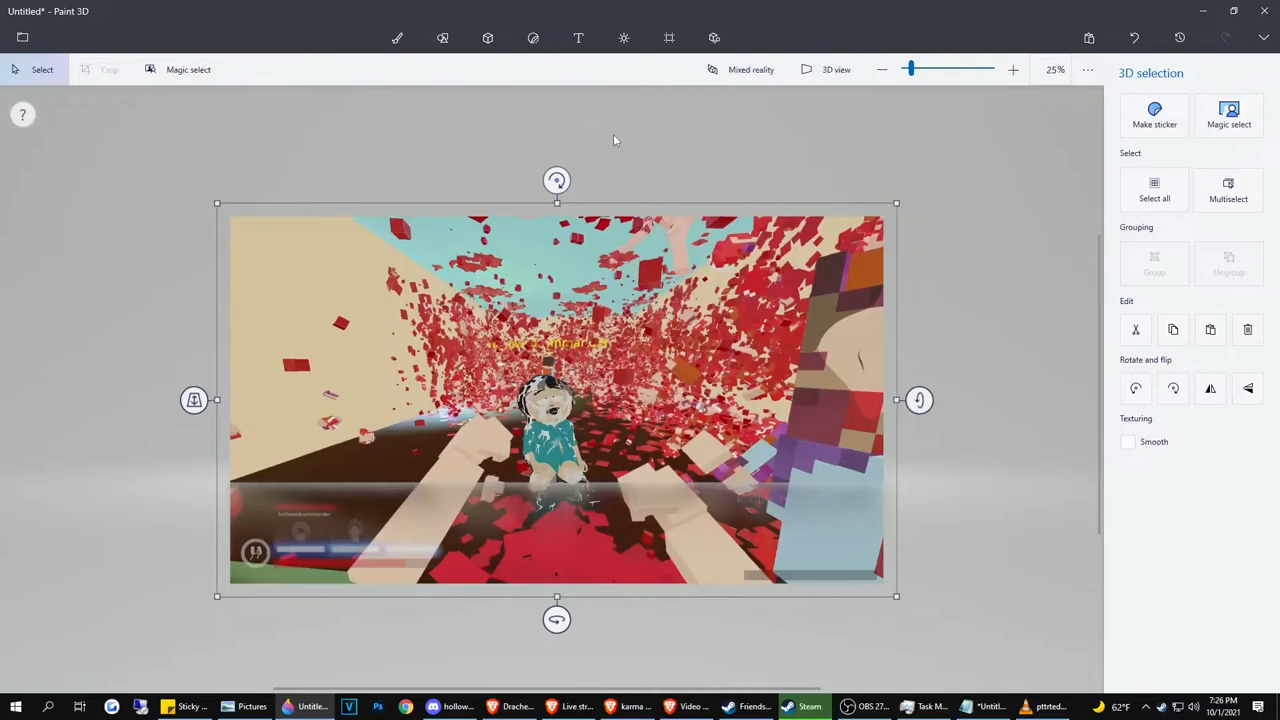 Untitled* - Paint 3D
Select
Crop
Magic select
Mixed reality
3D view
25%
3D selection
?
Make sticker
Magic select
Select
Select all
Multiselect
Grouping
Group
Ungroup
Edit
Rotate and flip
Texturing
Smooth
Sticky ...
Pictures
Untitle...
V
Ps
hollow...
Drache...
Live str...
karma ...
Video ...
Friends...
Steam
OBS 27...
Task M...
*Untitl...
pttrted...
62°F
7:26 PM
10/1/2021